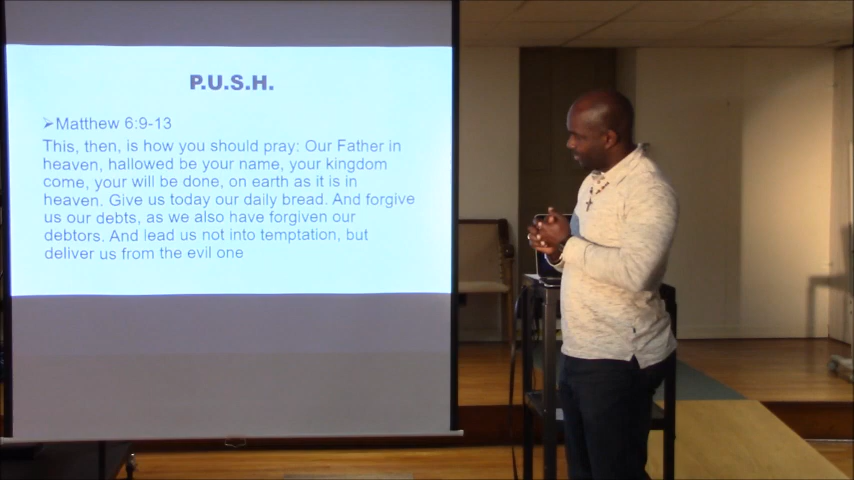 P.U.S.H.
➢Matthew 6:9-13
This, then, is how you should pray: Our Father in
heaven, hallowed be your name, your kingdom
come, your will be done, on earth as it is in
heaven. Give us today our daily bread. And forgive
us our debts, as we also have forgiven our
debtors. And lead us not into temptation, but
deliver us from the evil one